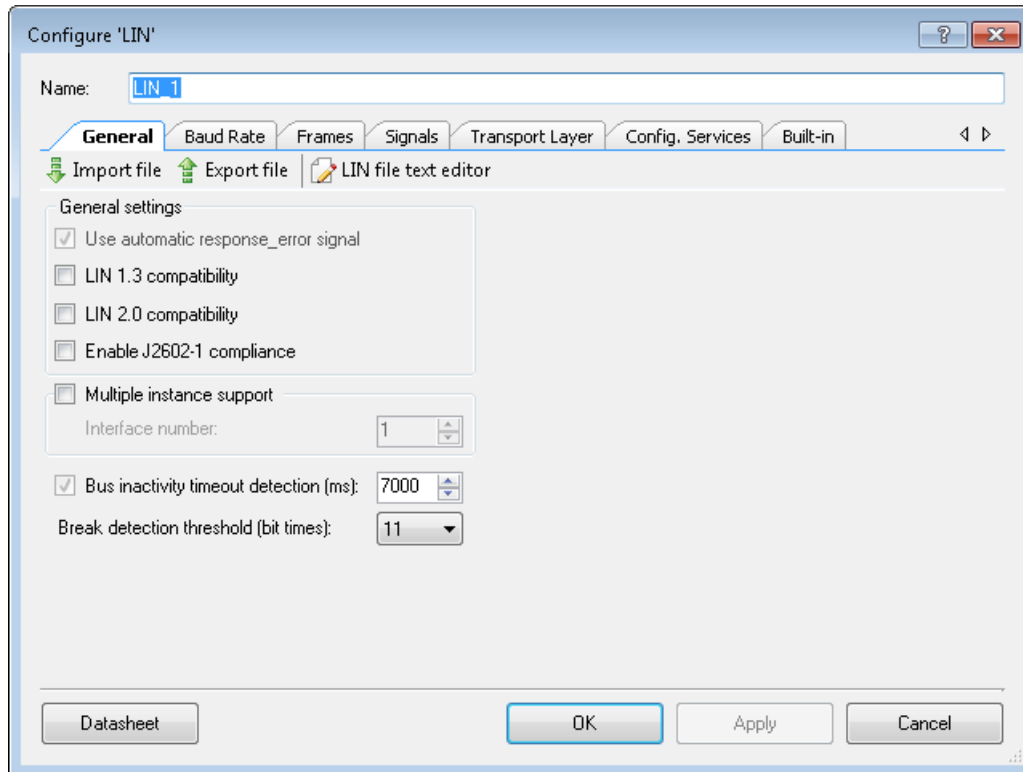 Configure 'LIN'
Name: LIN_1
General Baud Rate Frames Signals Transport Layer Config. Services Built-in
Import file Export file LIN file text editor
General settings
Use automatic response_error signal
LIN 1.3 compatibility
LIN 2.0 compatibility
Enable J2602-1 compliance
Multiple instance support
Interface number: 1
Bus inactivity timeout detection (ms): 7000
Break detection threshold (bit times): 11
Datasheet OK Apply Cancel